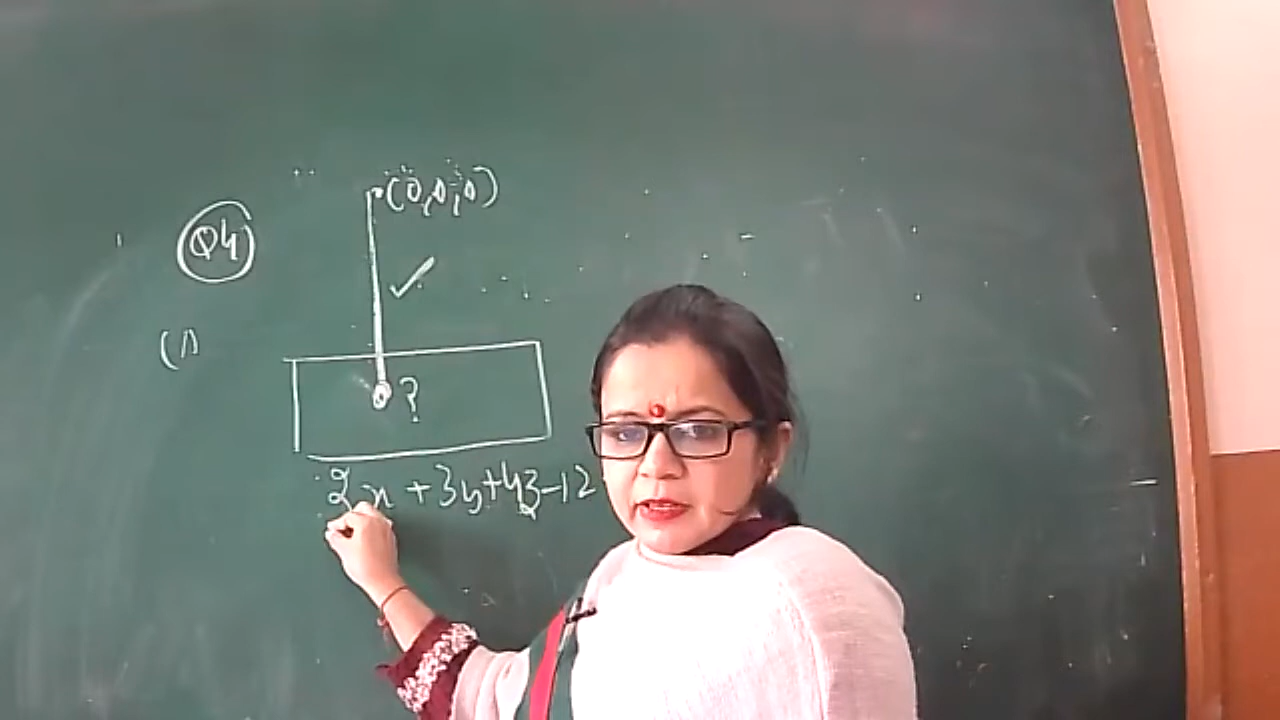 (0,0,0)
Q4
(1)
?
2x + 3y + 4z - 12